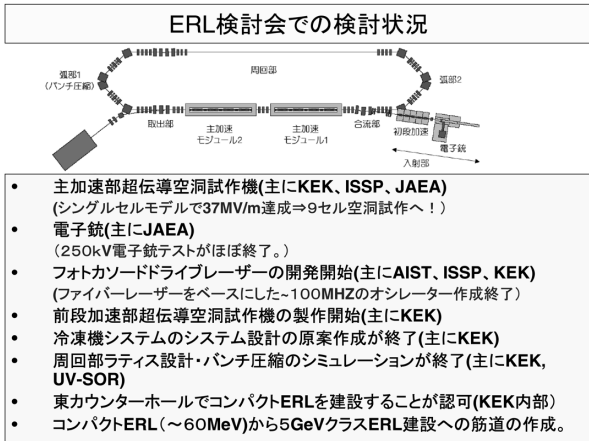 ERL検討会での検討状況
弧部1
(バンチ圧縮)
周回部
弧部2
取出部
主加速
モジュール2
主加速
モジュール1
合流部
初段加速
電子銃
入射部
• 主加速部超伝導空洞試作機(主にKEK、ISSP、JAEA)
(シングルセルモデルで37MV/m達成⇒9セル空洞試作へ！)
• 電子銃(主にJAEA)
（250kV電子銃テストがほぼ終了。）
• フォトカソードドライブレーザーの開発開始(主にAIST、ISSP、KEK)
(ファイバーレーザーをベースにした~100MHZのオシレーター作成終了）
• 前段加速部超伝導空洞試作機の製作開始(主にKEK)
• 冷凍機システムのシステム設計の原案作成が終了(主にKEK)
• 周回部ラティス設計・バンチ圧縮のシミュレーションが終了(主にKEK,
UV-SOR)
• 東カウンターホールでコンパクトERLを建設することが認可(KEK内部）
• コンパクトERL（～60MeV)から5GeVクラスERL建設への筋道の作成。